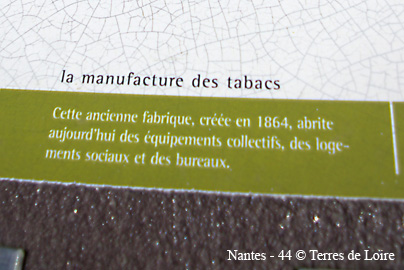 la manufacture des tabacs
Cette ancienne fabrique, créée en 1864, abrite
aujourd'hui des équipements collectifs, des loge-
ments sociaux et des bureaux.
Nantes - 44 © Terres de Loire